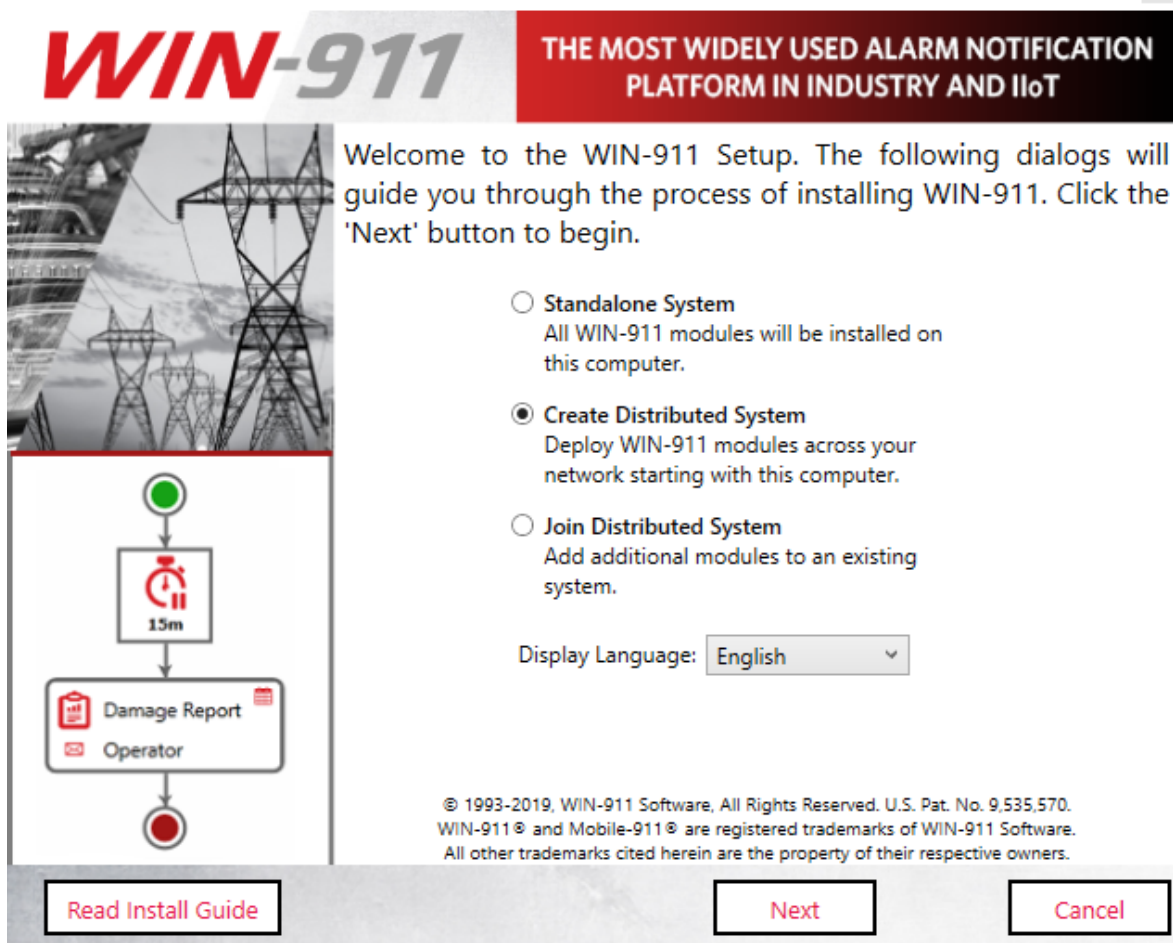 WIN-911
THE MOST WIDELY USED ALARM NOTIFICATION
PLATFORM IN INDUSTRY AND IIoT
Welcome to the WIN-911 Setup. The following dialogs will
guide you through the process of installing WIN-911. Click the
'Next' button to begin.
Standalone System
All WIN-911 modules will be installed on
this computer.
Create Distributed System
Deploy WIN-911 modules across your
network starting with this computer.
Join Distributed System
Add additional modules to an existing
system.
Display Language: English
15m
Damage Report
Operator
© 1993-2019, WIN-911 Software, All Rights Reserved. U.S. Pat. No. 9,535,570.
WIN-911® and Mobile-911® are registered trademarks of WIN-911 Software.
All other trademarks cited herein are the property of their respective owners.
Read Install Guide
Next
Cancel